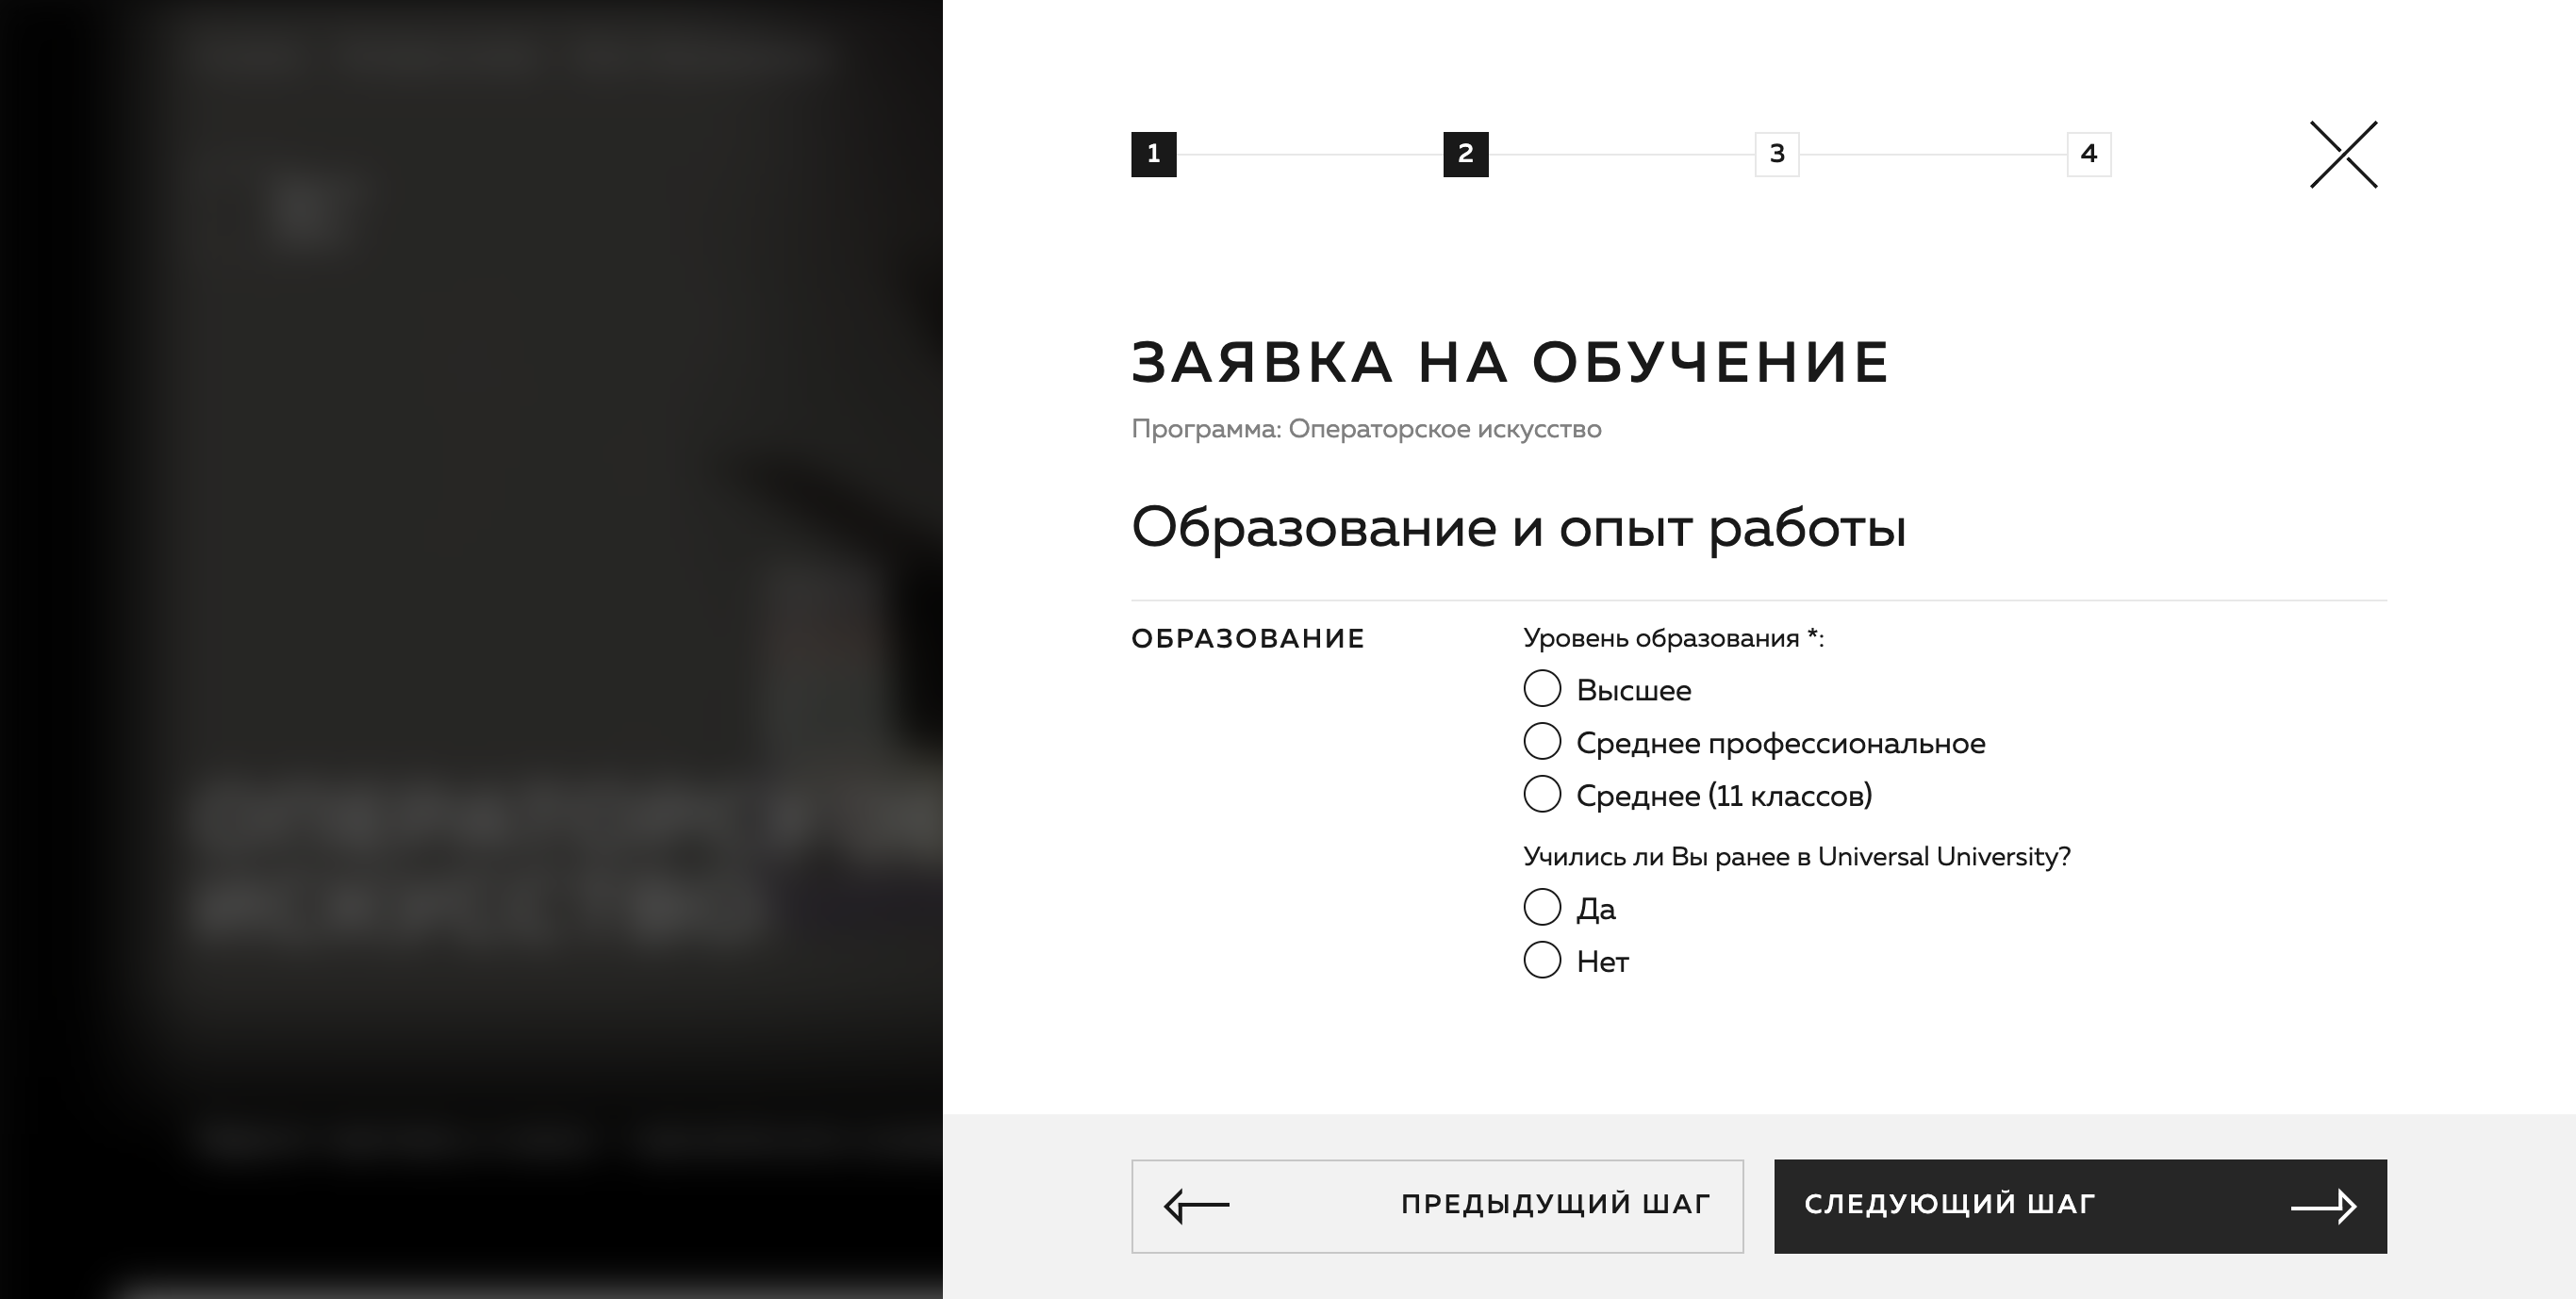 1
2
3
4
ЗАЯВКА НА ОБУЧЕНИЕ
Программа: Операторское искусство
Образование и опыт работы
ОБРАЗОВАНИЕ
Уровень образования *:
Высшее
Среднее профессиональное
Среднее (11 классов)
Учились ли Вы ранее в Universal University?
Да
Нет
ПРЕДЫДУЩИЙ ШАГ
СЛЕДУЮЩИЙ ШАГ